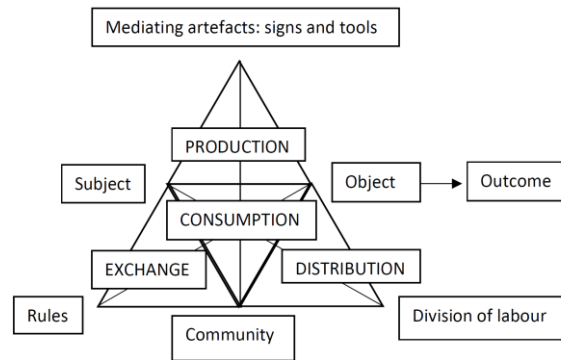 Mediating artefacts: signs and tools
PRODUCTION
Subject
Object
Outcome
CONSUMPTION
EXCHANGE
DISTRIBUTION
Rules
Community
Division of labour